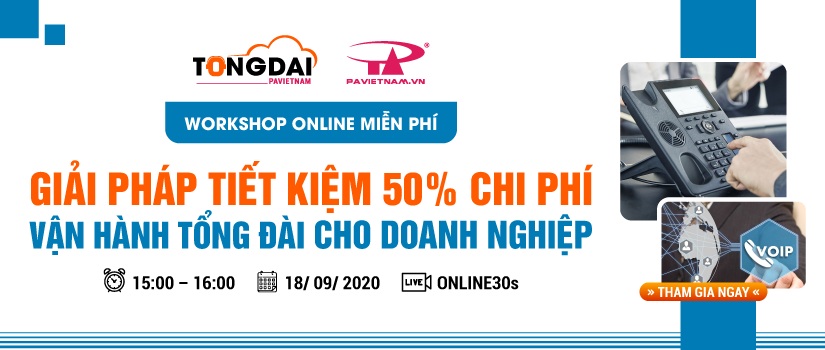 TONGDAI
PAVIETNAM
PAVIETNAM.VN
WORKSHOP ONLINE MIỄN PHÍ
GIẢI PHÁP TIẾT KIỆM 50% CHI PHÍ
VẬN HÀNH TỔNG ĐÀI CHO DOANH NGHIỆP
15:00 – 16:00
18/ 09/ 2020
LIVE
ONLINE30s
VOIP
» THAM GIA NGAY «